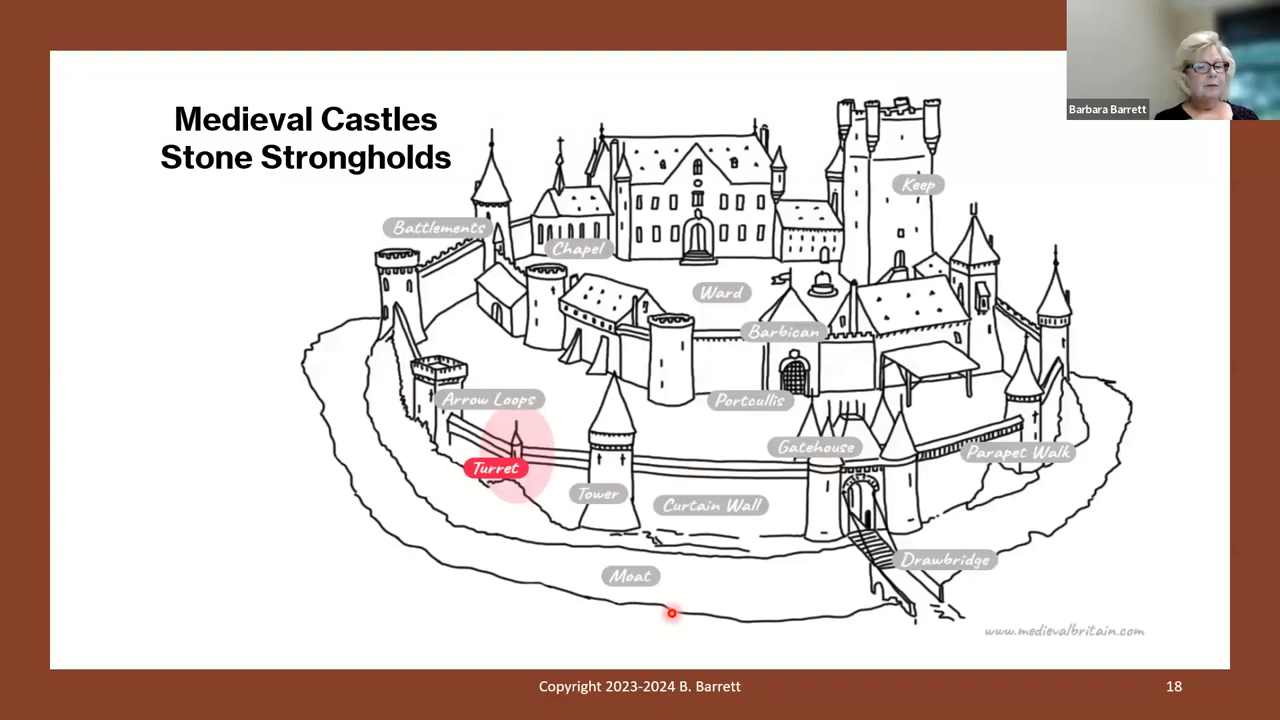 Barbara Barrett
Medieval Castles
Stone Strongholds
Keep
Battlements
Chapel
Ward
Barbican
Arrow Loops
Portcullis
Gatehouse
Parapet Walk
Turret
Tower
Curtain Wall
Drawbridge
Moat
www.medievalbritain.com
Copyright 2023-2024 B. Barrett
18